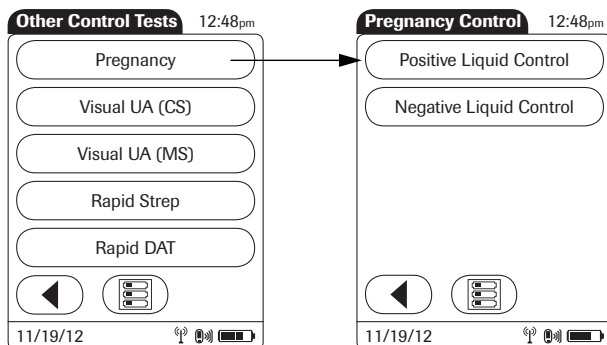 Other Control Tests 12:48pm
Pregnancy
Visual UA (CS)
Visual UA (MS)
Rapid Strep
Rapid DAT
11/19/12
Pregnancy Control 12:48pm
Positive Liquid Control
Negative Liquid Control
11/19/12